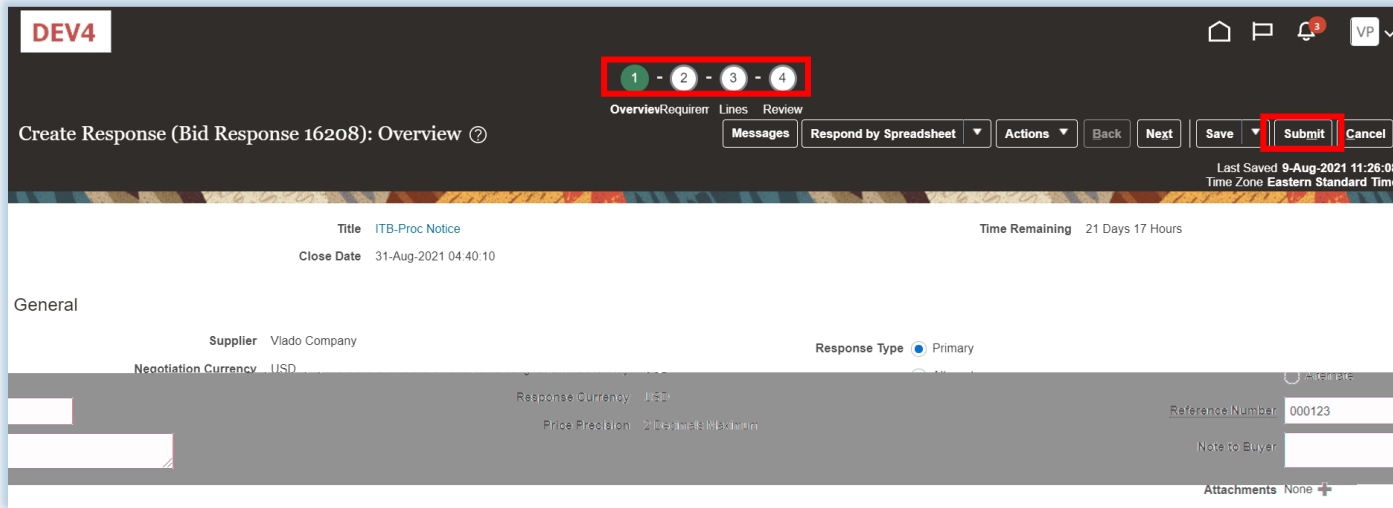 DEV4
3
VP
1 - 2 - 3 - 4
Overview Requirem Lines Review
Create Response (Bid Response 16208): Overview ?
Messages Respond by Spreadsheet Actions Back Next Save Submit Cancel
Last Saved 9-Aug-2021 11:26:08
Time Zone Eastern Standard Time
Title ITB-Proc Notice
Time Remaining 21 Days 17 Hours
Close Date 31-Aug-2021 04:40:10
General
Supplier Vlado Company
Response Type Primary
Negotiation Currency USD
Alternate
Response Currency USD
Reference Number 000123
Price Precision 2 Decimals Maximum
Note to Buyer
Attachments None